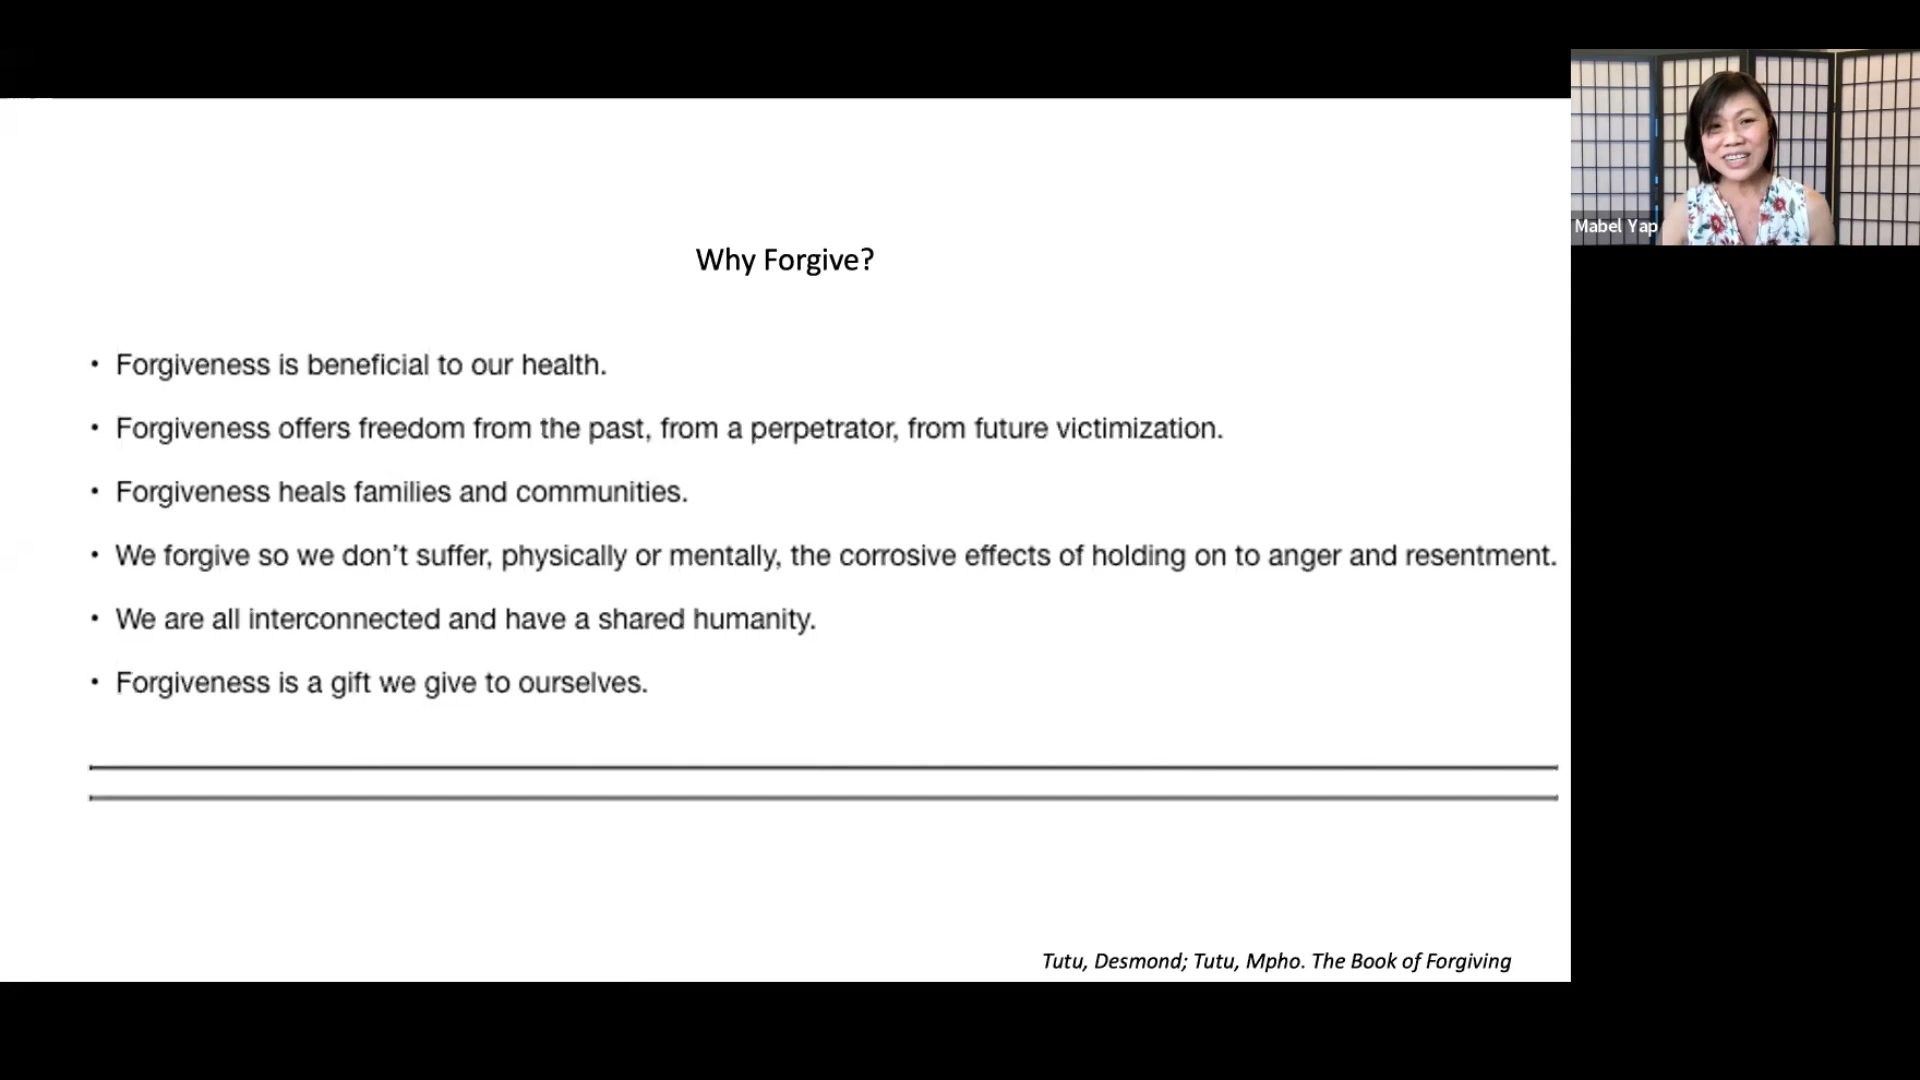 Mabel Yap
Why Forgive?
• Forgiveness is beneficial to our health.
• Forgiveness offers freedom from the past, from a perpetrator, from future victimization.
• Forgiveness heals families and communities.
• We forgive so we don't suffer, physically or mentally, the corrosive effects of holding on to anger and resentment.
• We are all interconnected and have a shared humanity.
• Forgiveness is a gift we give to ourselves.
Tutu, Desmond; Tutu, Mpho. The Book of Forgiving